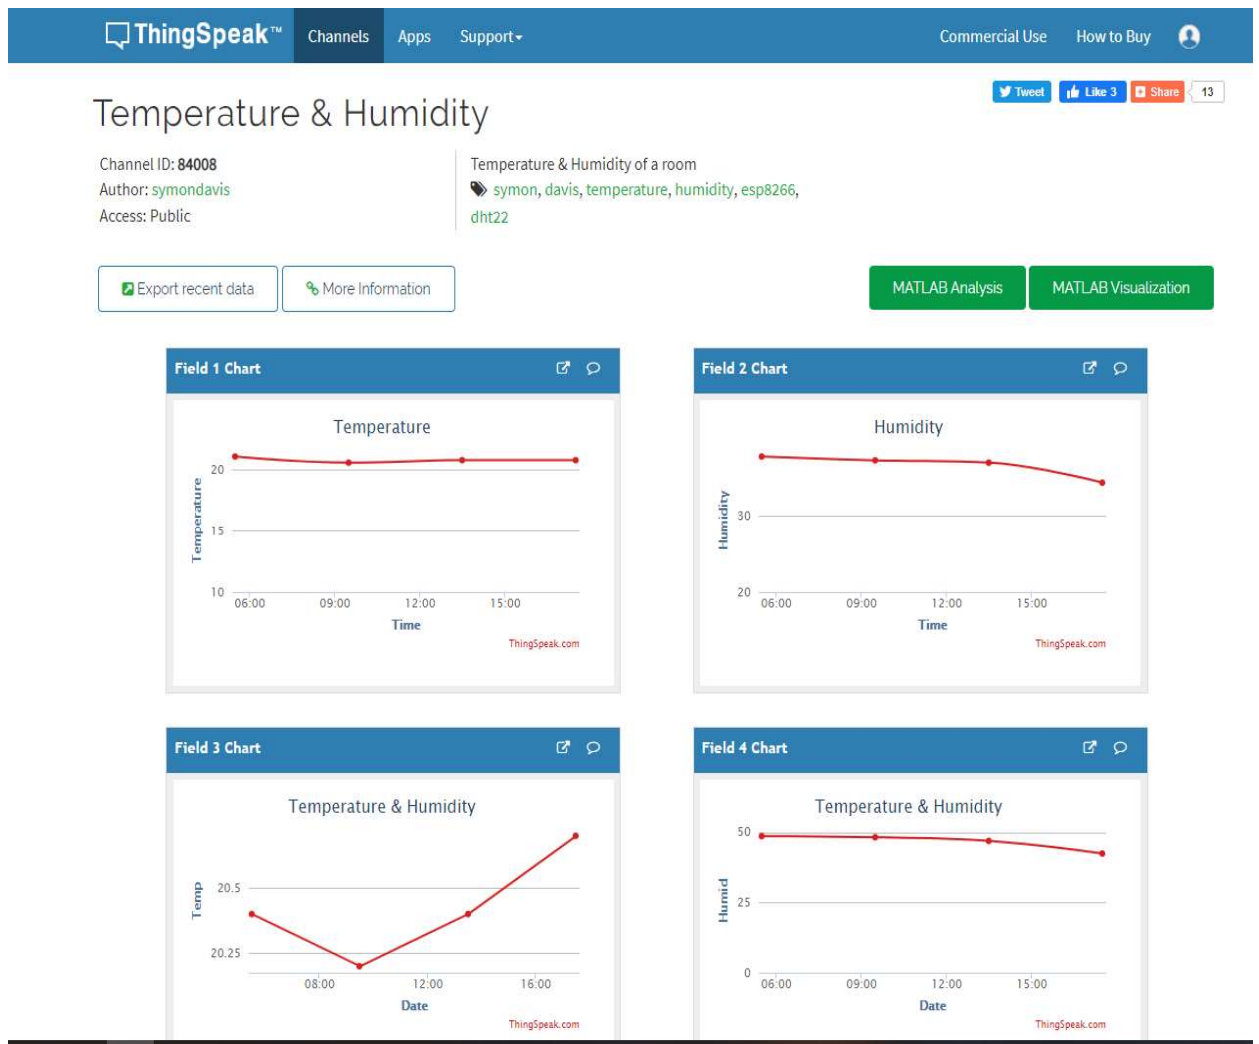 ThingSpeak™ Channels Apps Support Commercial Use How to Buy
Tweet Like 3 Share 13
Temperature & Humidity
Channel ID: 84008
Author: symondavis
Access: Public
Temperature & Humidity of a room
symon, davis, temperature, humidity, esp8266,
dht22
Export recent data More Information MATLAB Analysis MATLAB Visualization
Field 1 Chart
Temperature
Temperature
20
15
10
06:00 09:00 12:00 15:00
Time
ThingSpeak.com
Field 2 Chart
Humidity
Humidity
30
20
06:00 09:00 12:00 15:00
Time
ThingSpeak.com
Field 3 Chart
Temperature & Humidity
Temp
20.5
20.25
08:00 12:00 16:00
Date
ThingSpeak.com
Field 4 Chart
Temperature & Humidity
Humid
50
25
0
06:00 09:00 12:00 15:00
Date
ThingSpeak.com